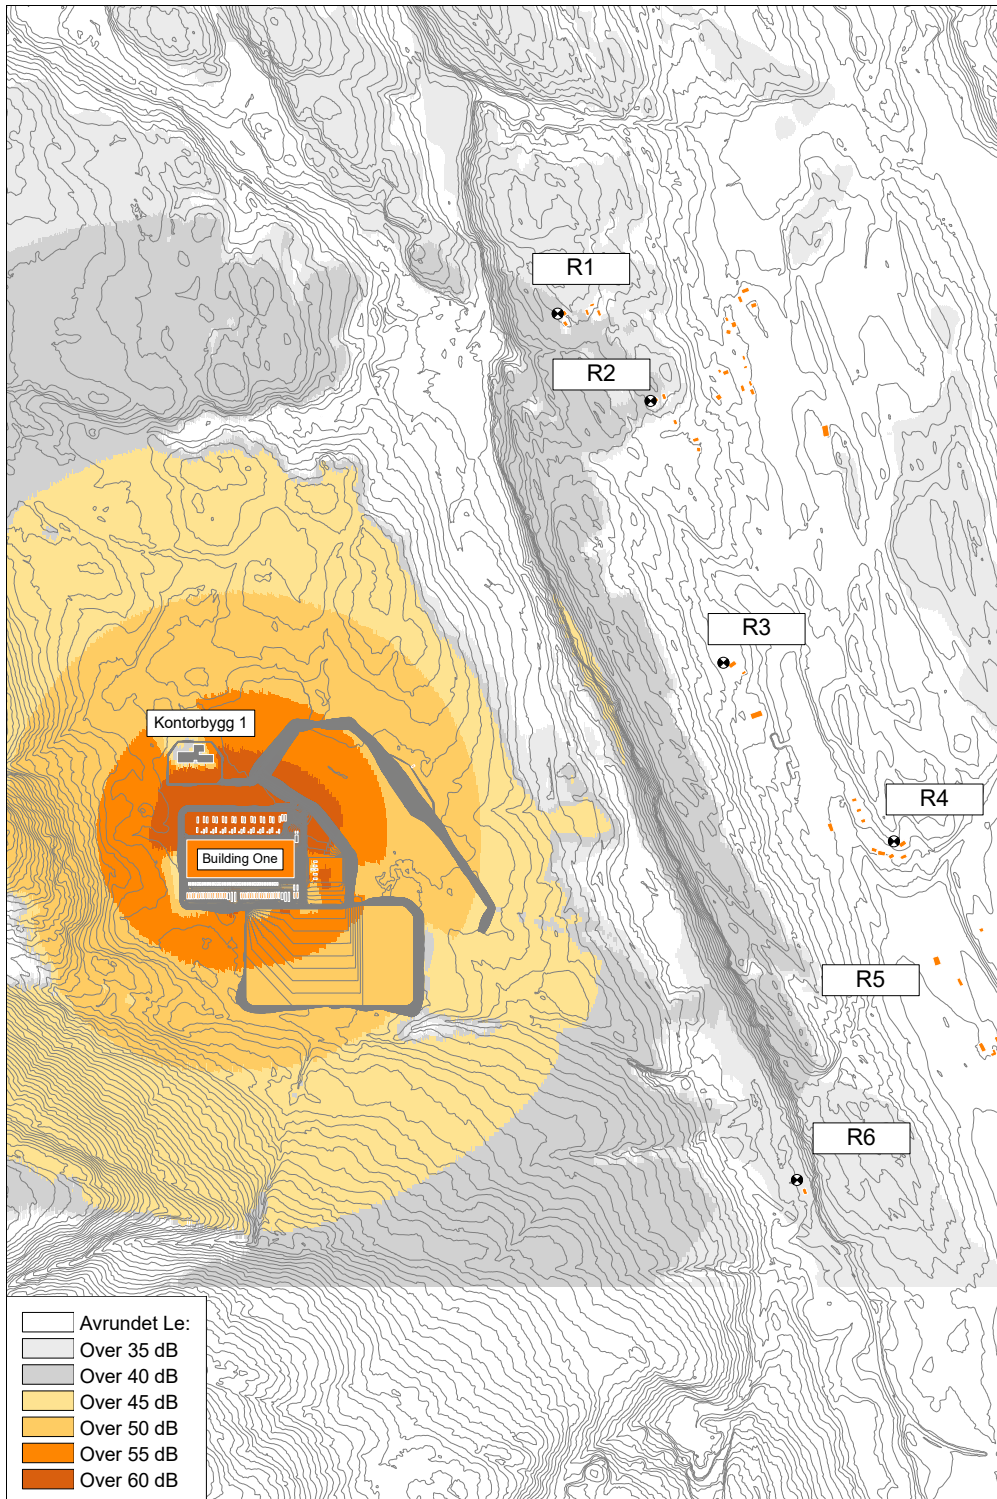 R1
R2
R3
Kontorbygg 1
R4
Building One
R5
R6
Avrundet Le:
Over 35 dB
Over 40 dB
Over 45 dB
Over 50 dB
Over 55 dB
Over 60 dB